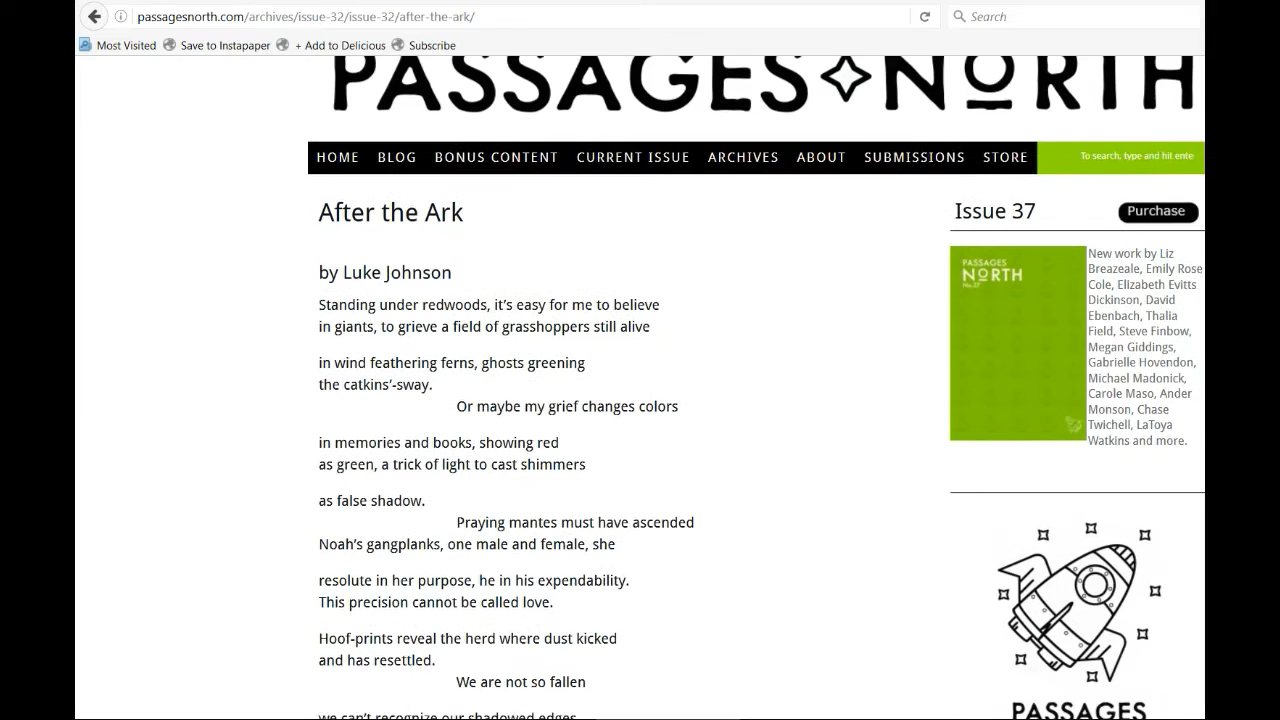 passagesnorth.com/archives/issue-32/issue-32/after-the-ark/
Search
Most Visited Save to Instapaper + Add to Delicious Subscribe
PASSAGES NORTH
HOME BLOG BONUS CONTENT CURRENT ISSUE ARCHIVES ABOUT SUBMISSIONS STORE
To search, type and hit ente
After the Ark
by Luke Johnson
Standing under redwoods, it’s easy for me to believe
in giants, to grieve a field of grasshoppers still alive
in wind feathering ferns, ghosts greening
the catkins’-sway.
Or maybe my grief changes colors
in memories and books, showing red
as green, a trick of light to cast shimmers
as false shadow.
Praying mantes must have ascended
Noah’s gangplanks, one male and female, she
resolute in her purpose, he in his expendability.
This precision cannot be called love.
Hoof-prints reveal the herd where dust kicked
and has resettled.
We are not so fallen
we can’t recognize our shadowed edges
Issue 37
Purchase
PASSAGES
NORTH
No.37
New work by Liz
Breazeale, Emily Rose
Cole, Elizabeth Evitts
Dickinson, David
Ebenbach, Thalia
Field, Steve Finbow,
Megan Giddings,
Gabrielle Hovendon,
Michael Madonick,
Carole Maso, Ander
Monson, Chase
Twichell, LaToya
Watkins and more.
PASSAGES